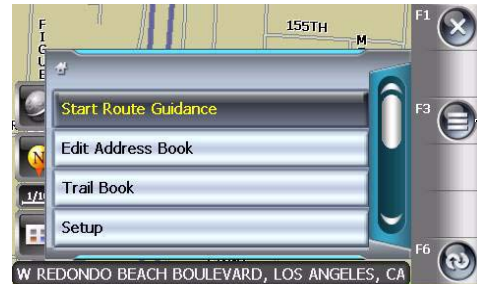 155TH
M
F
I
G
U
E
F1
Start Route Guidance
F3
Edit Address Book
N
Trail Book
Setup
F6
W REDONDO BEACH BOULEVARD, LOS ANGELES, CA